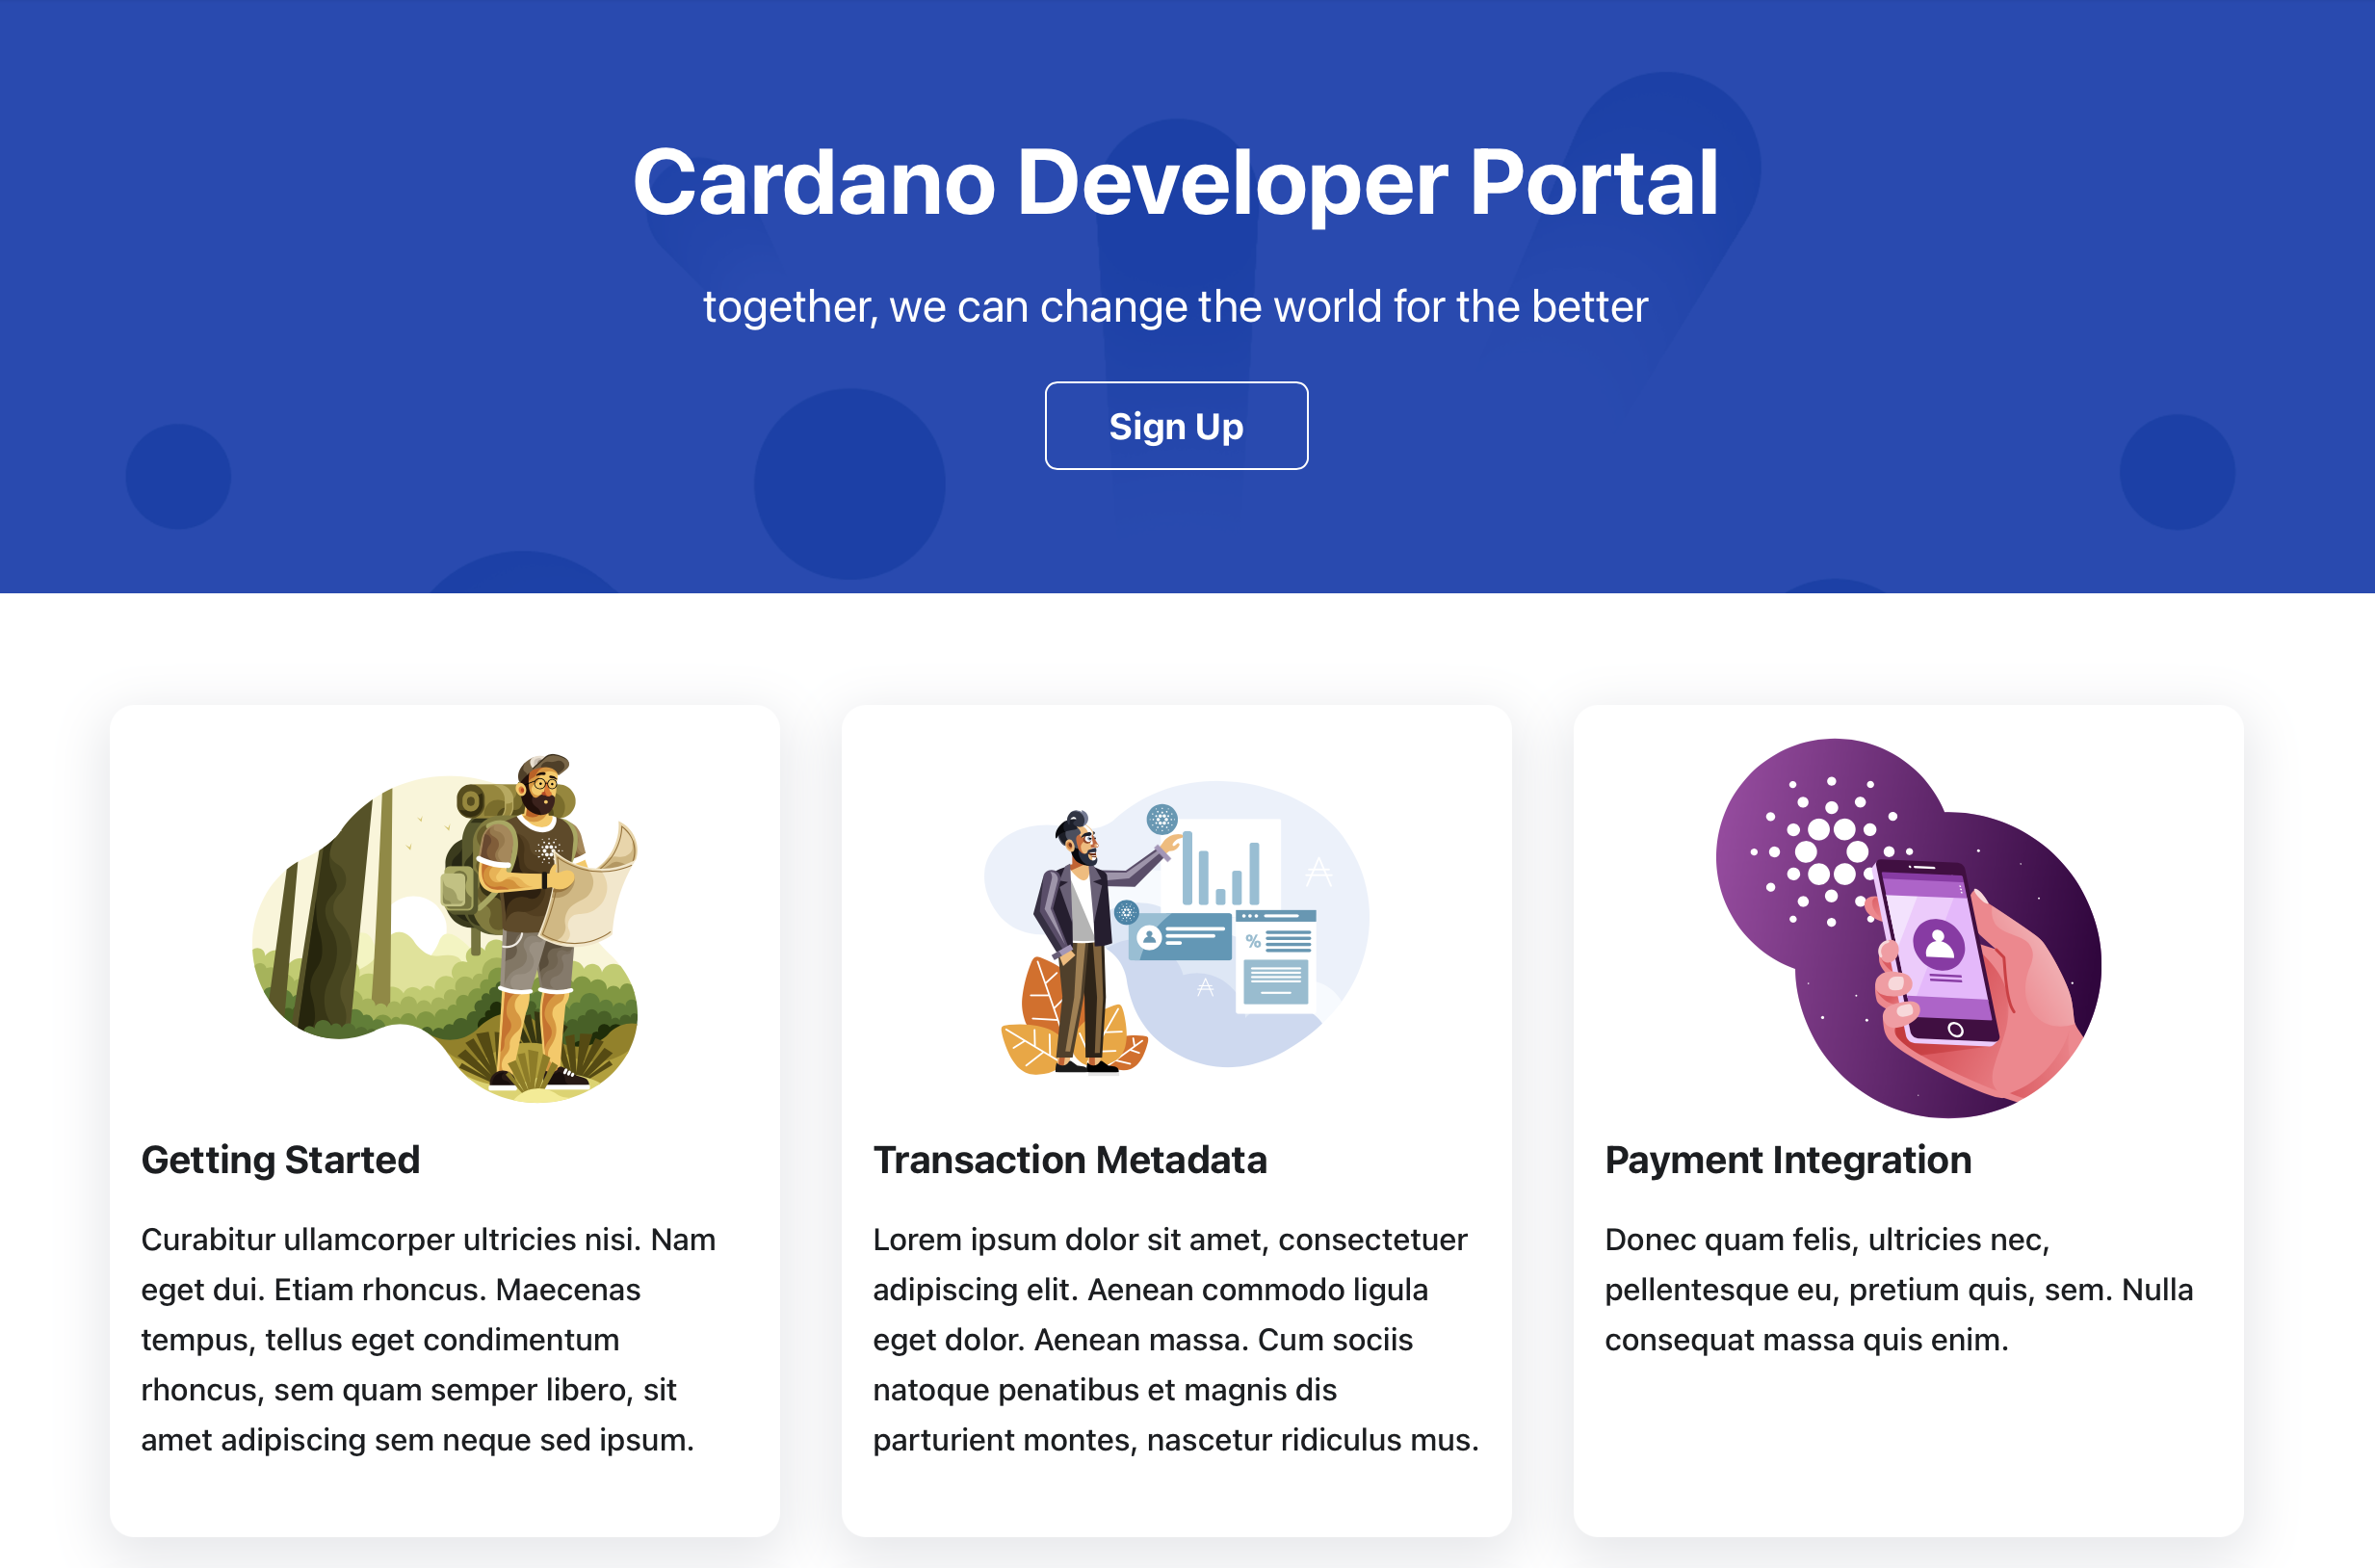 Cardano Developer Portal
together, we can change the world for the better
Sign Up
%
Getting Started
Curabitur ullamcorper ultricies nisi. Nam
eget dui. Etiam rhoncus. Maecenas
tempus, tellus eget condimentum
rhoncus, sem quam semper libero, sit
amet adipiscing sem neque sed ipsum.
Transaction Metadata
Lorem ipsum dolor sit amet, consectetuer
adipiscing elit. Aenean commodo ligula
eget dolor. Aenean massa. Cum sociis
natoque penatibus et magnis dis
parturient montes, nascetur ridiculus mus.
Payment Integration
Donec quam felis, ultricies nec,
pellentesque eu, pretium quis, sem. Nulla
consequat massa quis enim.